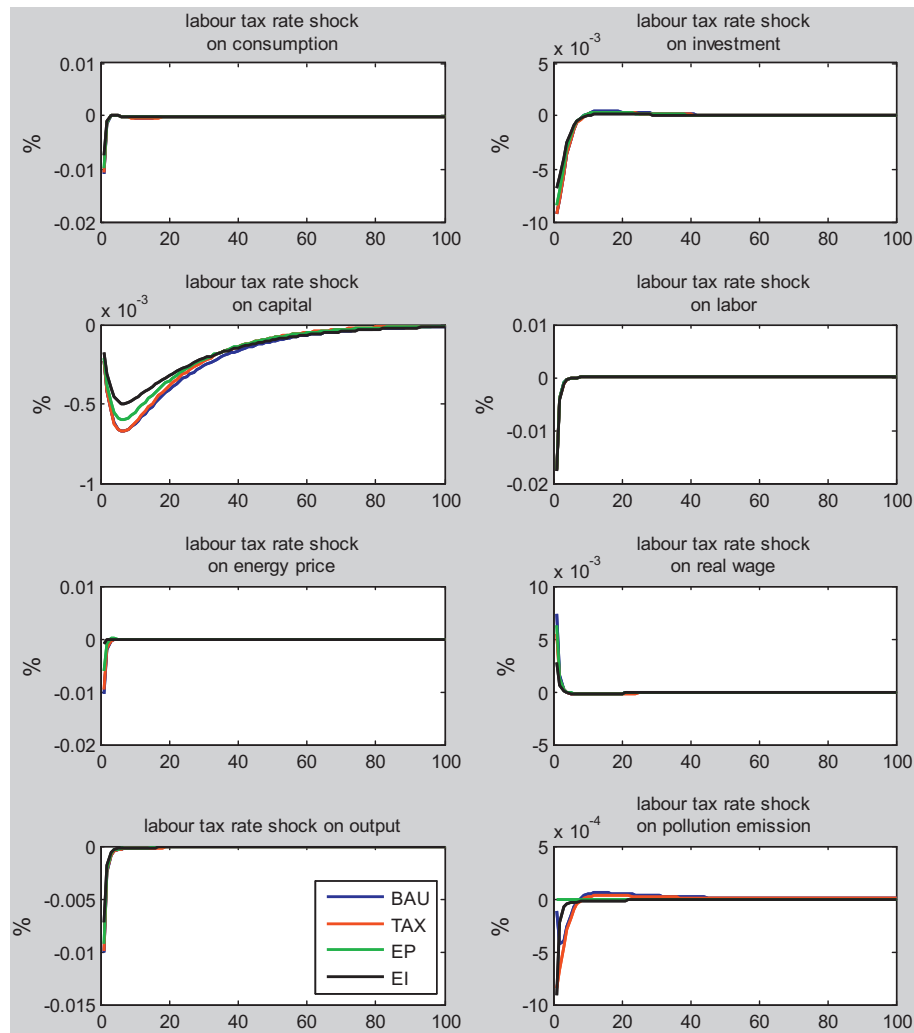 labour tax rate shock
on consumption
0.01
0
-0.01
-0.02
%
0 20 40 60 80 100
labour tax rate shock
on investment
x 10^-3
5
0
-5
-10
%
0 20 40 60 80 100
labour tax rate shock
on capital
x 10^-3
0
-0.5
-1
%
0 20 40 60 80 100
labour tax rate shock
on labor
0.01
0
-0.01
-0.02
%
0 20 40 60 80 100
labour tax rate shock
on energy price
0.01
0
-0.01
-0.02
%
0 20 40 60 80 100
labour tax rate shock
on real wage
x 10^-3
10
5
0
-5
%
0 20 40 60 80 100
labour tax rate shock on output
0
-0.005
-0.01
-0.015
%
BAU
TAX
EP
EI
0 20 40 60 80 100
labour tax rate shock
on pollution emission
x 10^-4
5
0
-5
-10
%
0 20 40 60 80 100